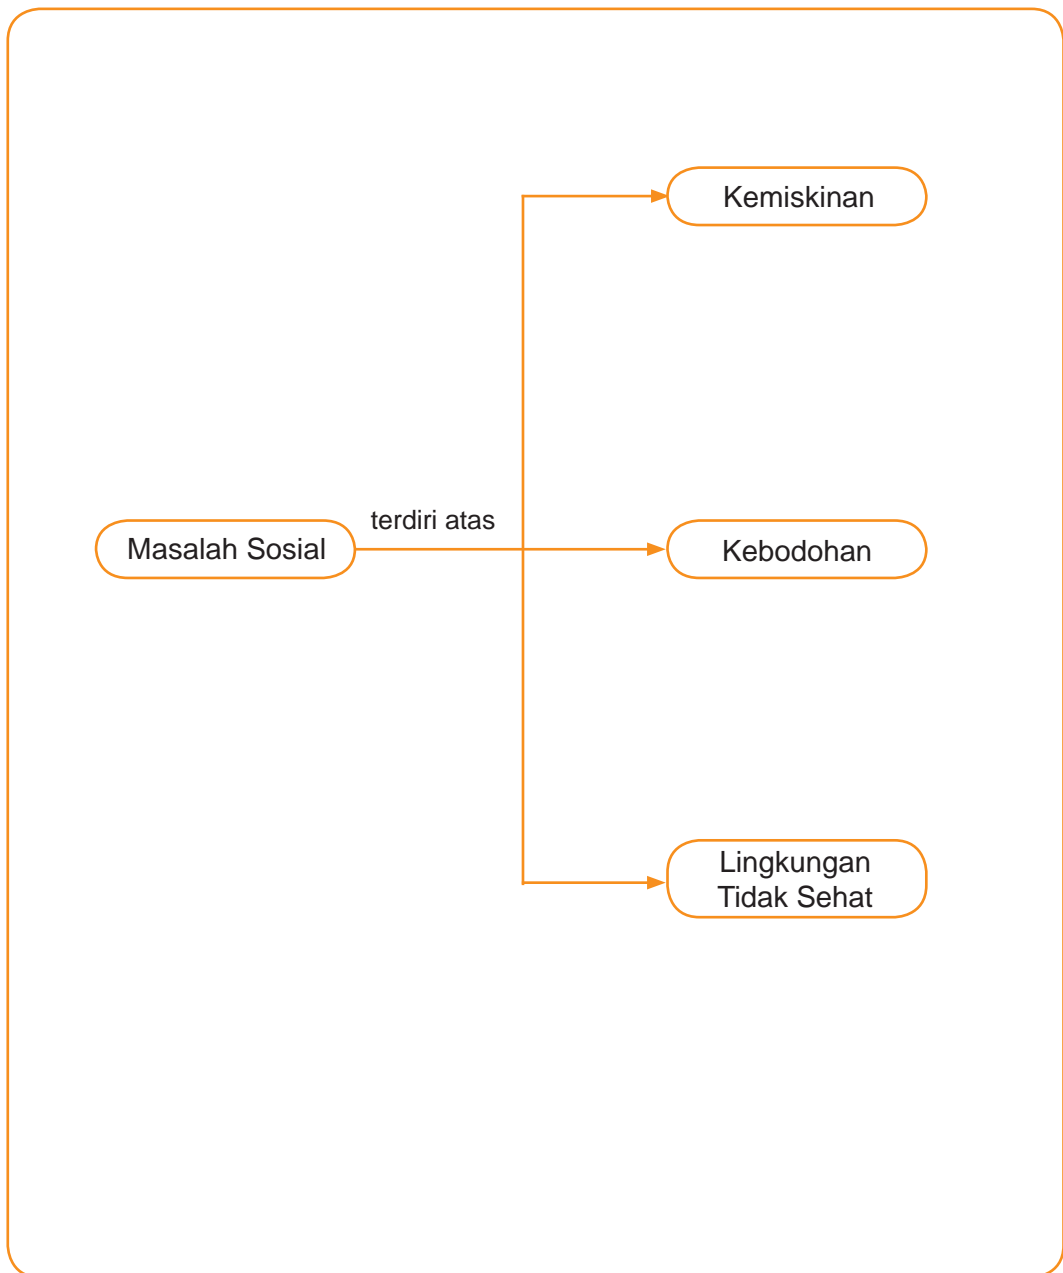 Kemiskinan
terdiri atas
Masalah Sosial
Kebodohan
Lingkungan
Tidak Sehat